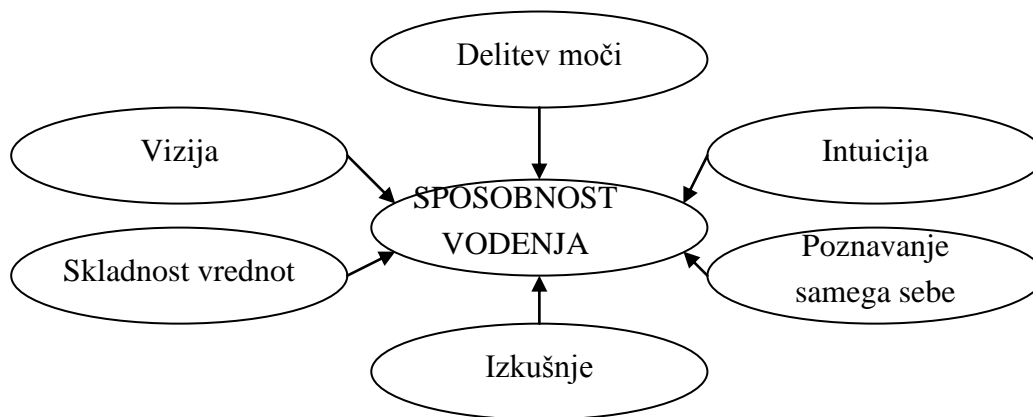 Delitev moči
Vizija
Intuicija
SPOSOBNOST
VODENJA
Skladnost vrednot
Poznavanje
samega sebe
Izkušnje